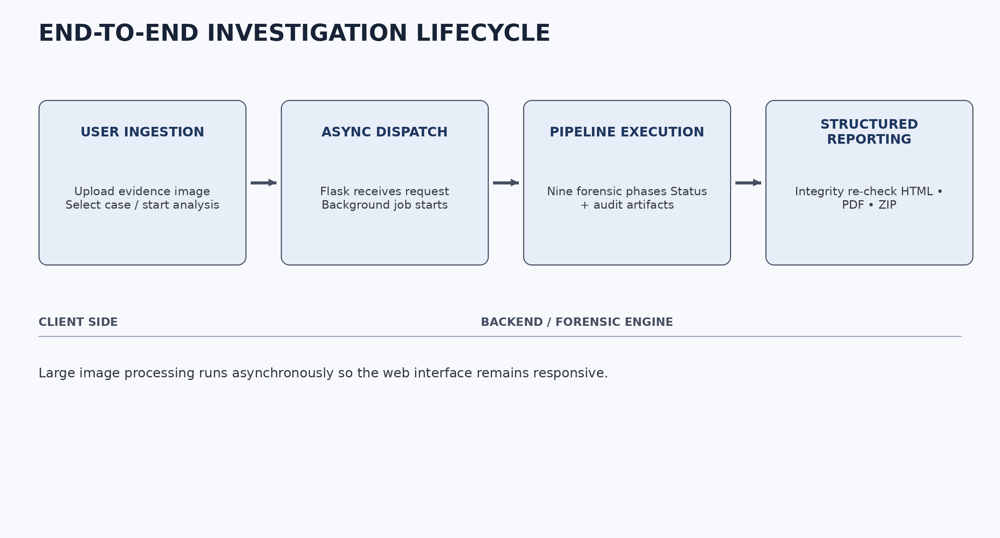 END-TO-END INVESTIGATION LIFECYCLE
USER INGESTION
Upload evidence image
Select case / start analysis
ASYNC DISPATCH
Flask receives request
Background job starts
PIPELINE EXECUTION
Nine forensic phases Status
+ audit artifacts
STRUCTURED
REPORTING
Integrity re-check HTML •
PDF • ZIP
CLIENT SIDE
BACKEND / FORENSIC ENGINE
Large image processing runs asynchronously so the web interface remains responsive.